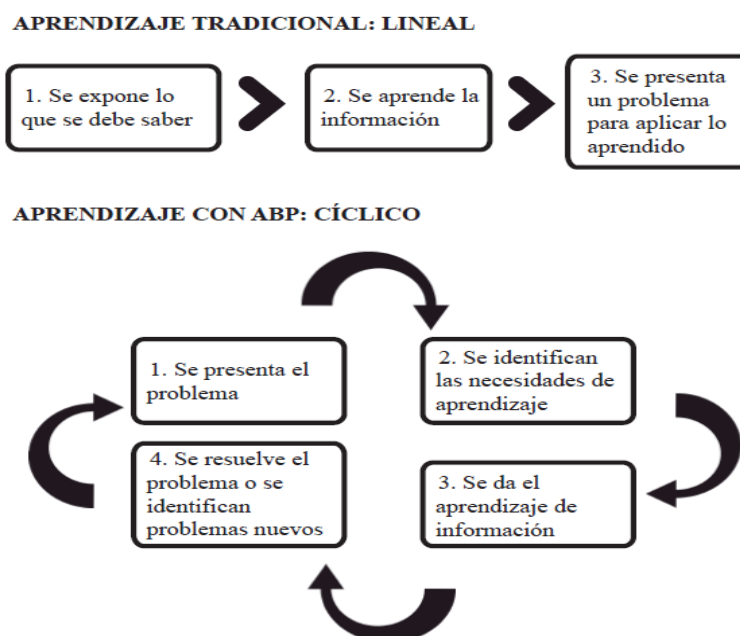 APRENDIZAJE TRADICIONAL: LINEAL
1. Se expone lo
que se debe saber
2. Se aprende la
información
3. Se presenta
un problema
para aplicar lo
aprendido
APRENDIZAJE CON ABP: CÍCLICO
1. Se presenta el
problema
2. Se identifican
las necesidades de
aprendizaje
3. Se da el
aprendizaje de
información
4. Se resuelve el
problema o se
identifican
problemas nuevos